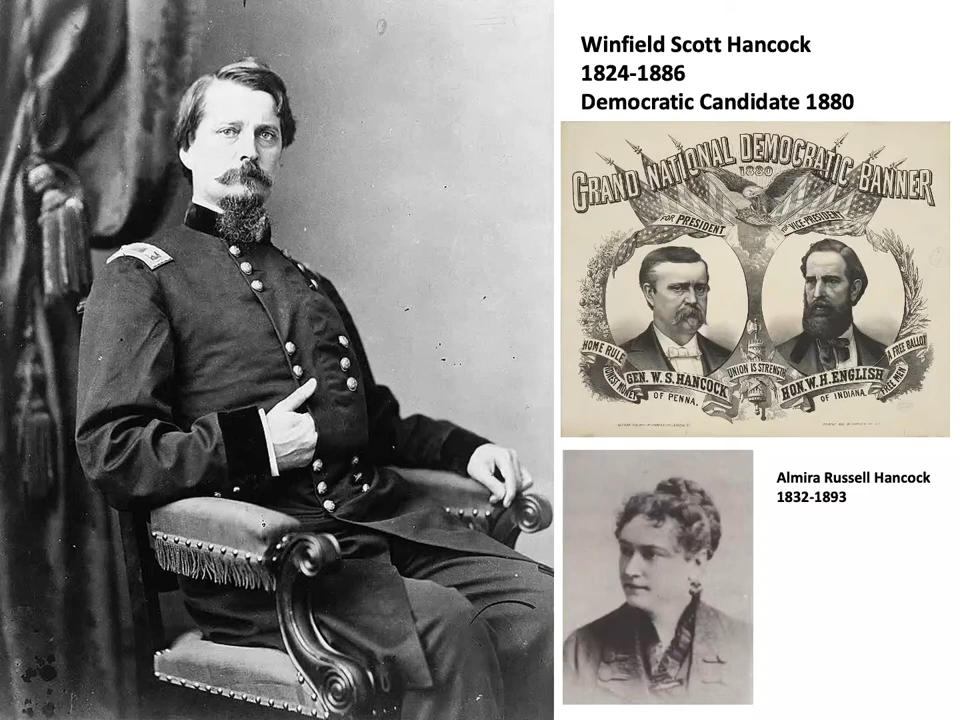 Winfield Scott Hancock
1824-1886
Democratic Candidate 1880
GRAND NATIONAL DEMOCRATIC BANNER
1880
FOR PRESIDENT
FOR VICE-PRESIDENT
HOME RULE
HONEST MONEY
GEN. W. S. HANCOCK
OF PENNA.
UNION IS STRENGTH
HON. W. H. ENGLISH
OF INDIANA.
A FREE BALLOT
FREE MEN
Almira Russell Hancock
1832-1893